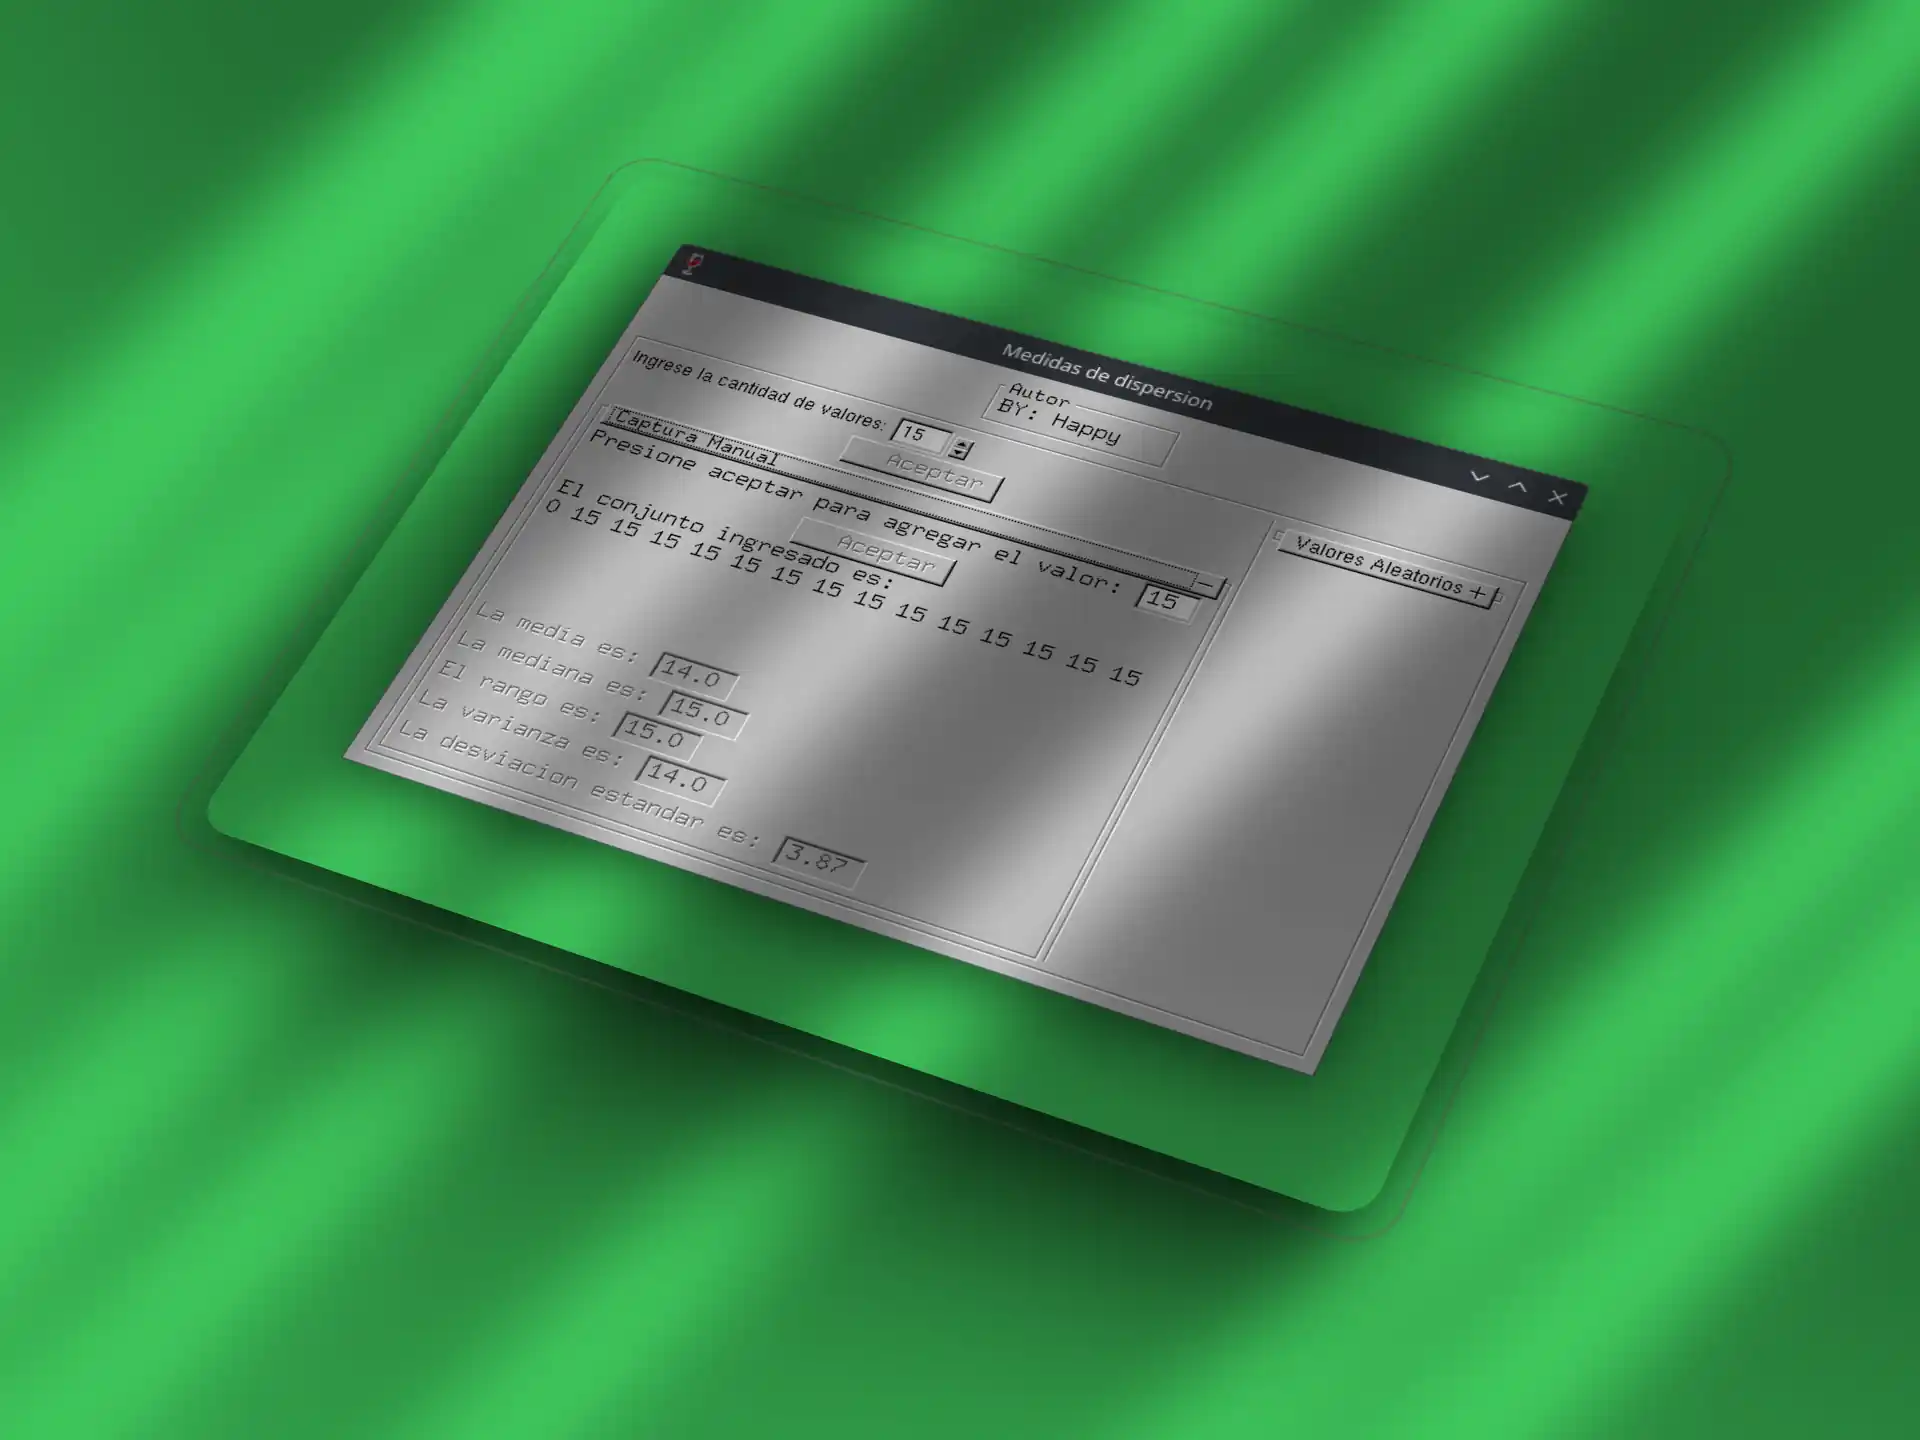 Medidas de dispersion
Autor
BY: Happy
Ingrese la cantidad de valores: 15
Aceptar
Captura Manual −
Valores Aleatorios +
Presione aceptar para agregar el valor: 15
Aceptar
El conjunto ingresado es:
0 15 15 15 15 15 15 15 15 15 15 15 15 15 15
La media es: 14.0
La mediana es: 15.0
El rango es: 15.0
La varianza es: 14.0
La desviacion estandar es: 3.87